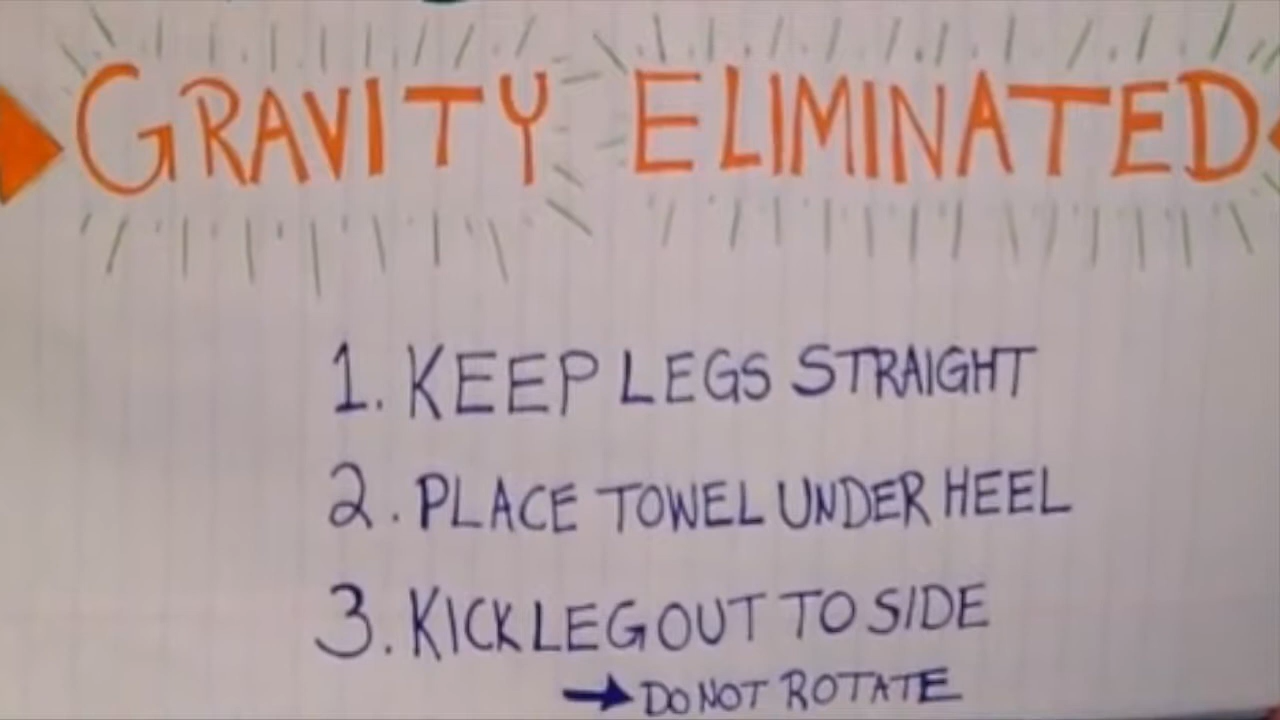 GRAVITY ELIMINATED
1. KEEP LEGS STRAIGHT
2. PLACE TOWEL UNDER HEEL
3. KICK LEG OUT TO SIDE
→ DO NOT ROTATE